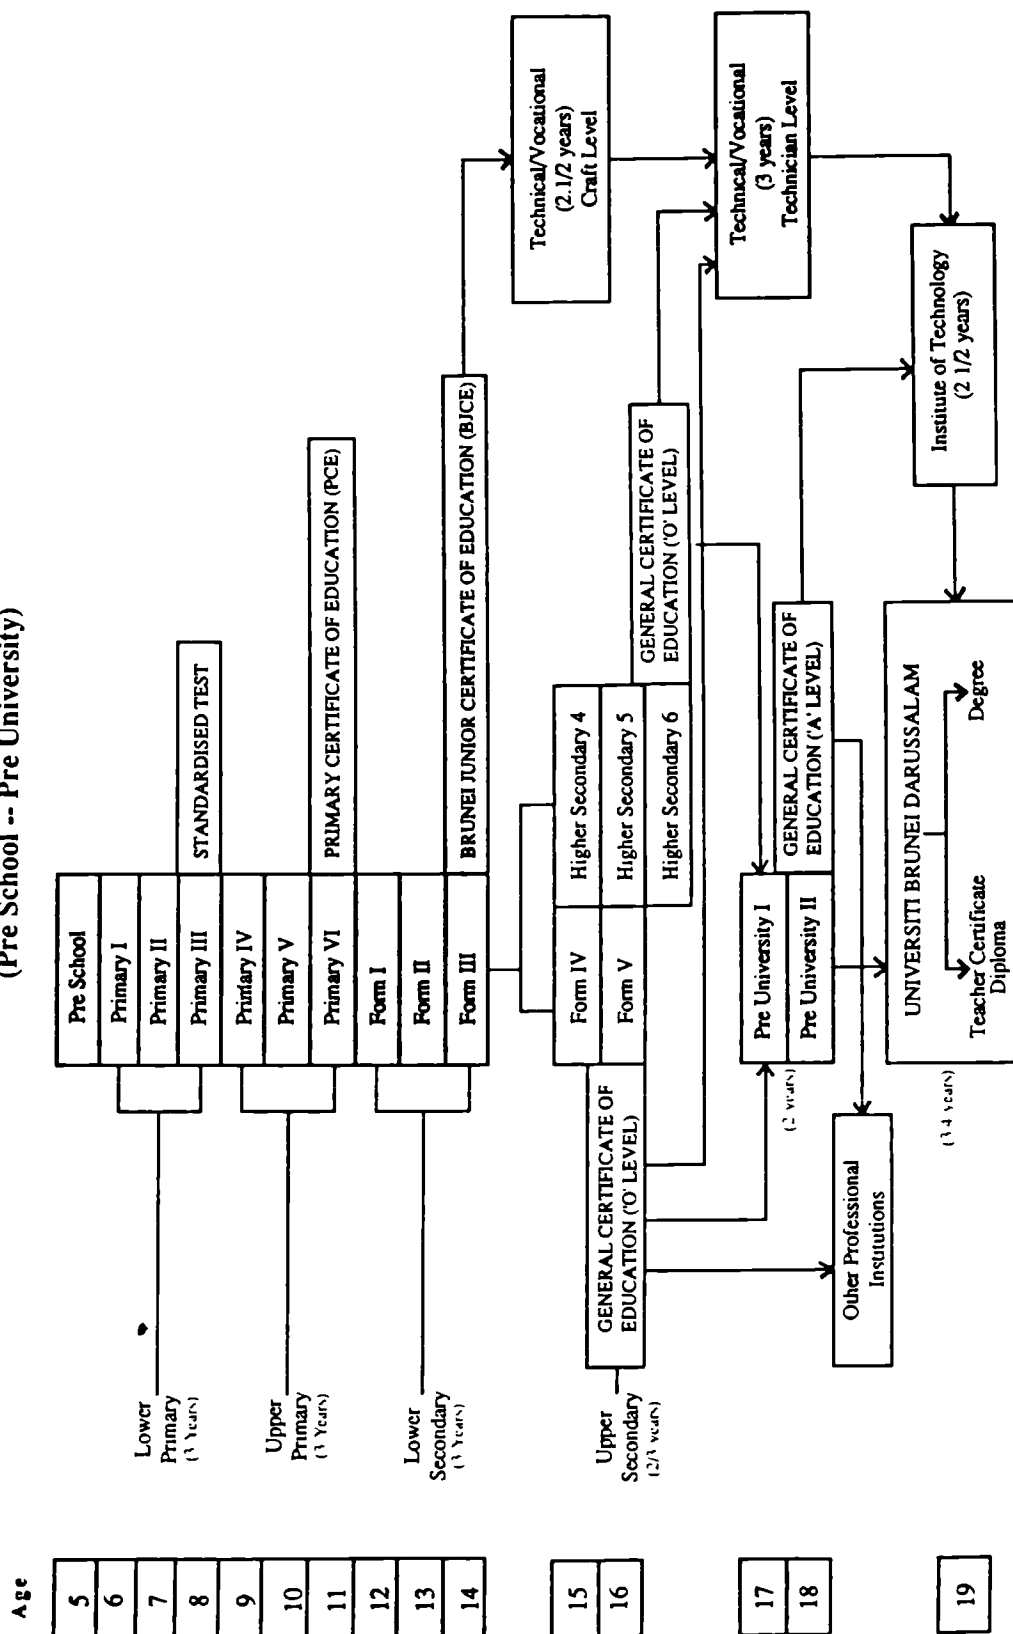 (Pre School -- Pre University)
Age
5
6
7
8
9
10
11
12
13
14
15
16
17
18
19
Lower
Primary
(3 Years)
Upper
Primary
(3 Years)
Lower
Secondary
(3 Years)
Upper
Secondary
(2/3 years)
Pre School
Primary I
Primary II
Primary III
STANDARDISED TEST
Primary IV
Primary V
Primary VI
PRIMARY CERTIFICATE OF EDUCATION (PCE)
Form I
Form II
Form III
BRUNEI JUNIOR CERTIFICATE OF EDUCATION (BJCE)
Technical/Vocational
(2.1/2 years)
Craft Level
GENERAL CERTIFICATE OF
EDUCATION ('O' LEVEL)
Form IV
Form V
Higher Secondary 4
Higher Secondary 5
Higher Secondary 6
GENERAL CERTIFICATE OF
EDUCATION ('O' LEVEL)
Technical/Vocational
(3 years)
Technician Level
Pre University I
Pre University II
(2 years)
GENERAL CERTIFICATE OF
EDUCATION ('A' LEVEL)
Other Professional
Institutions
Institute of Technology
(2 1/2 years)
(3-4 years)
UNIVERSITI BRUNEI DARUSSALAM
Teacher Certificate
Diploma
Degree